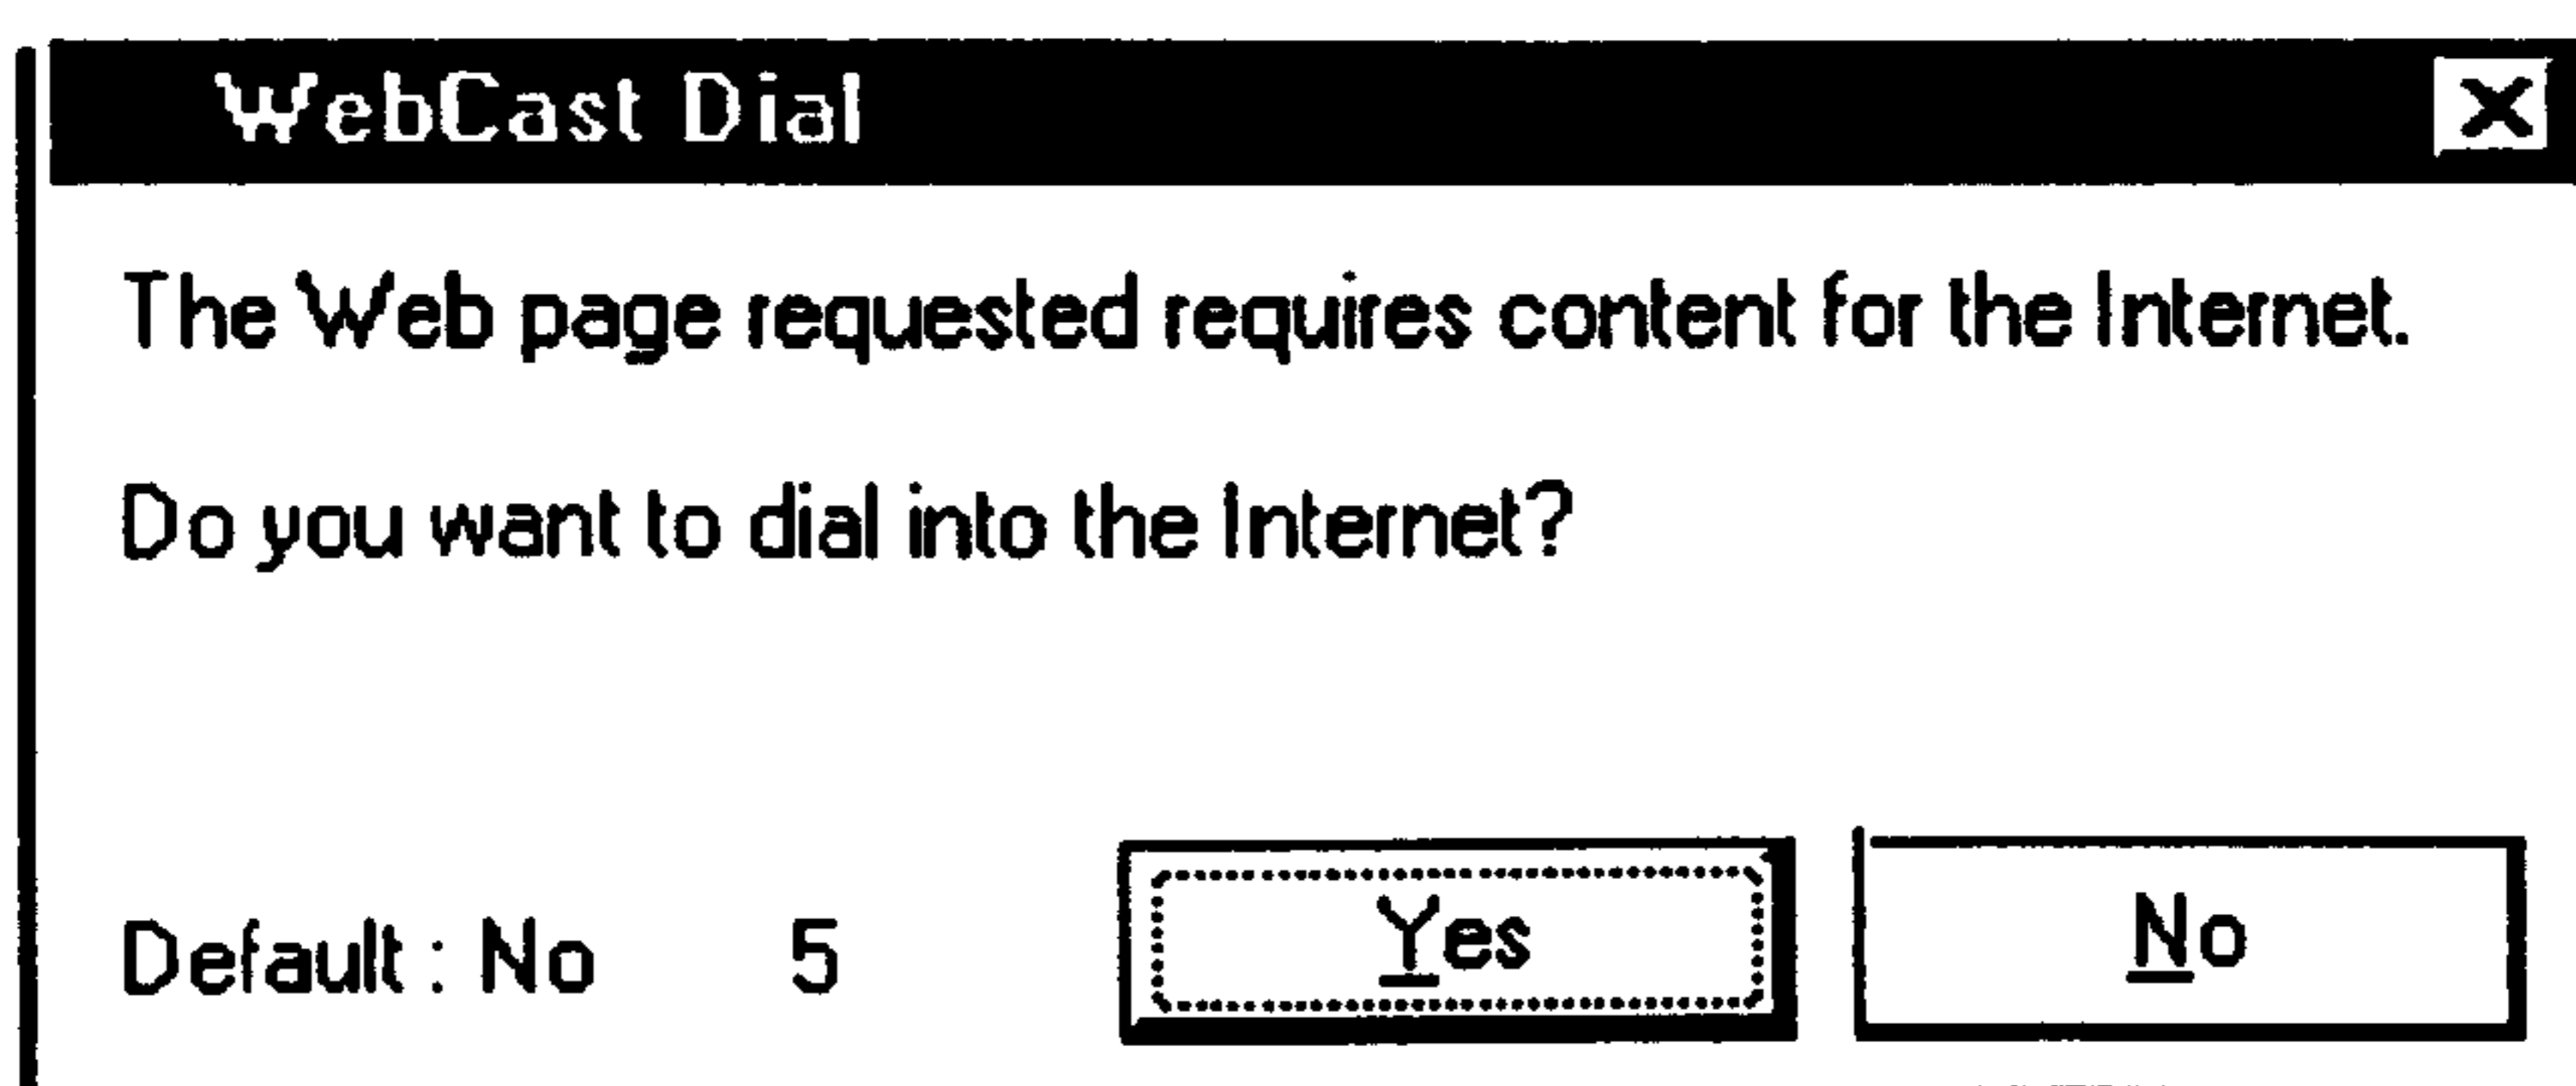 WebCast Dial
The Web page requested requires content for the Internet.
Do you want to dial into the Internet?
Default : No 5 Yes No